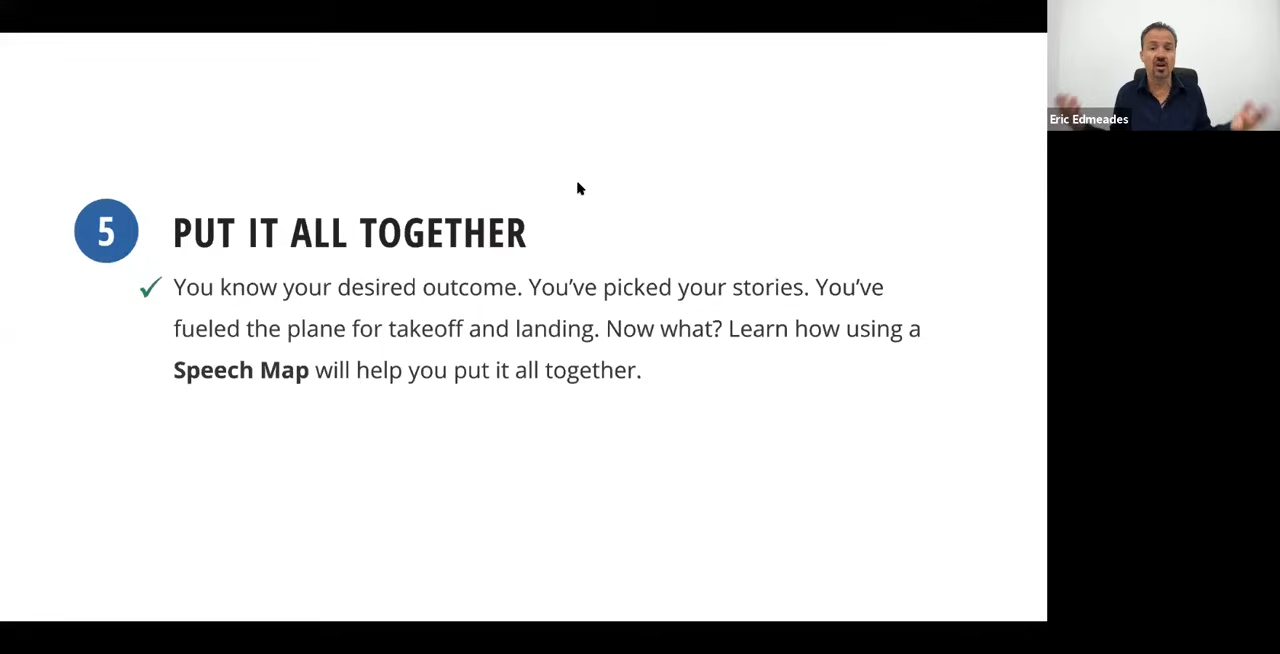 5 PUT IT ALL TOGETHER
✓ You know your desired outcome. You’ve picked your stories. You’ve
fueled the plane for takeoff and landing. Now what? Learn how using a
Speech Map will help you put it all together.
Eric Edmeades